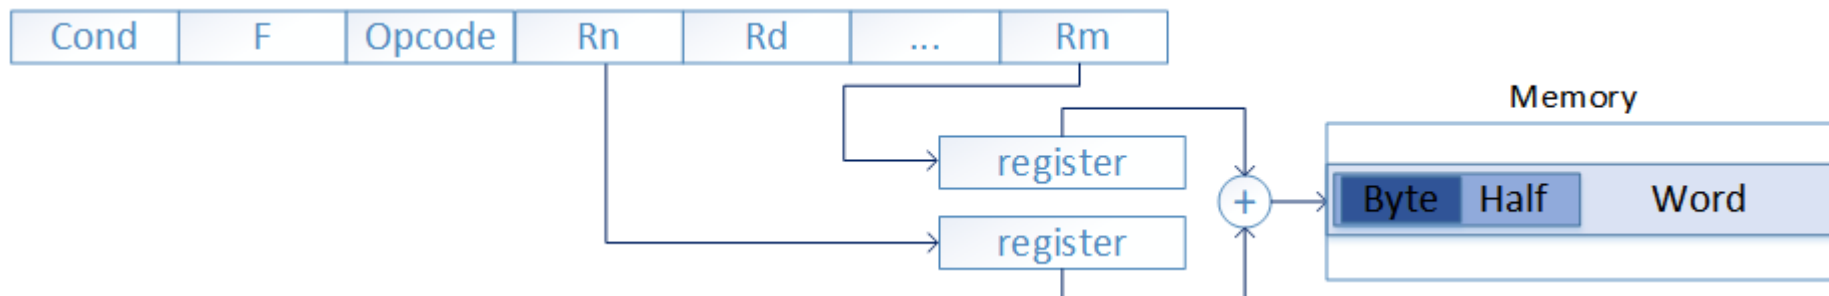 Cond F Opcode Rn Rd ... Rm
Memory
register
Byte Half Word
register
+